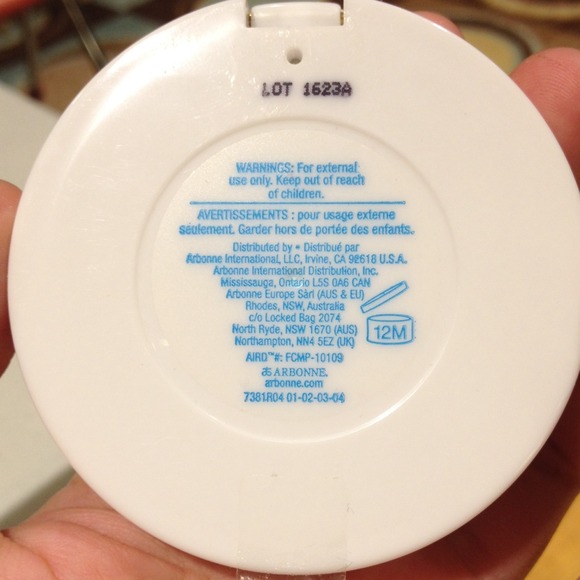 LOT 1623A
WARNINGS: For external
use only. Keep out of reach
of children.
AVERTISSEMENTS : pour usage externe
seulement. Garder hors de portée des enfants.
Distributed by • Distribué par
Arbonne International, LLC, Irvine, CA 92618 U.S.A.
Arbonne International Distribution, Inc.
Mississauga, Ontario L5S 0A6 CAN
Arbonne Europe Sàrl (AUS & EU)
Rhodes, NSW, Australia
c/o Locked Bag 2074
North Ryde, NSW 1670 (AUS)
Northampton, NN4 5EZ (UK)
12M
AIRD™#: FCMP-10109
ARBONNE.
arbonne.com
7381R04 01-02-03-04